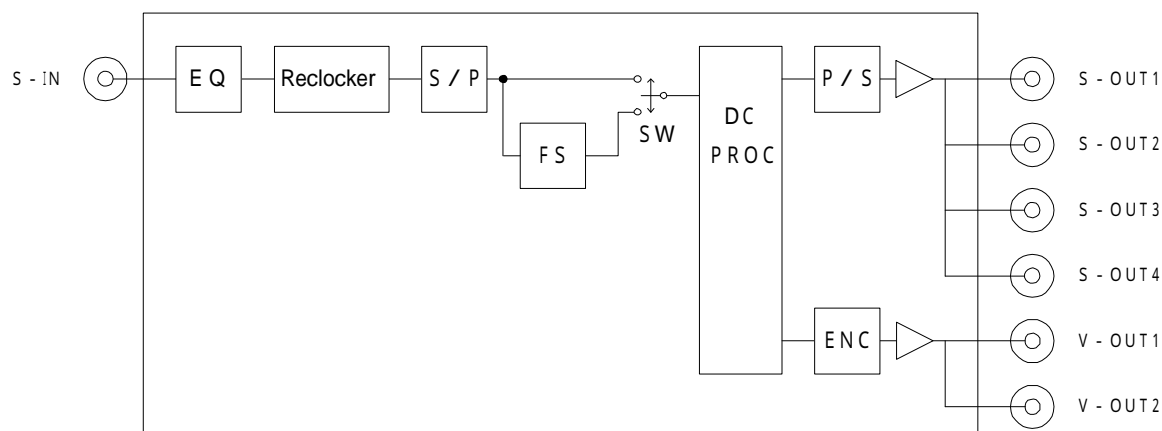 S - IN
EQ
Reclocker
S / P
FS
SW
DC
PROC
P / S
ENC
S - OUT1
S - OUT2
S - OUT3
S - OUT4
V - OUT1
V - OUT2